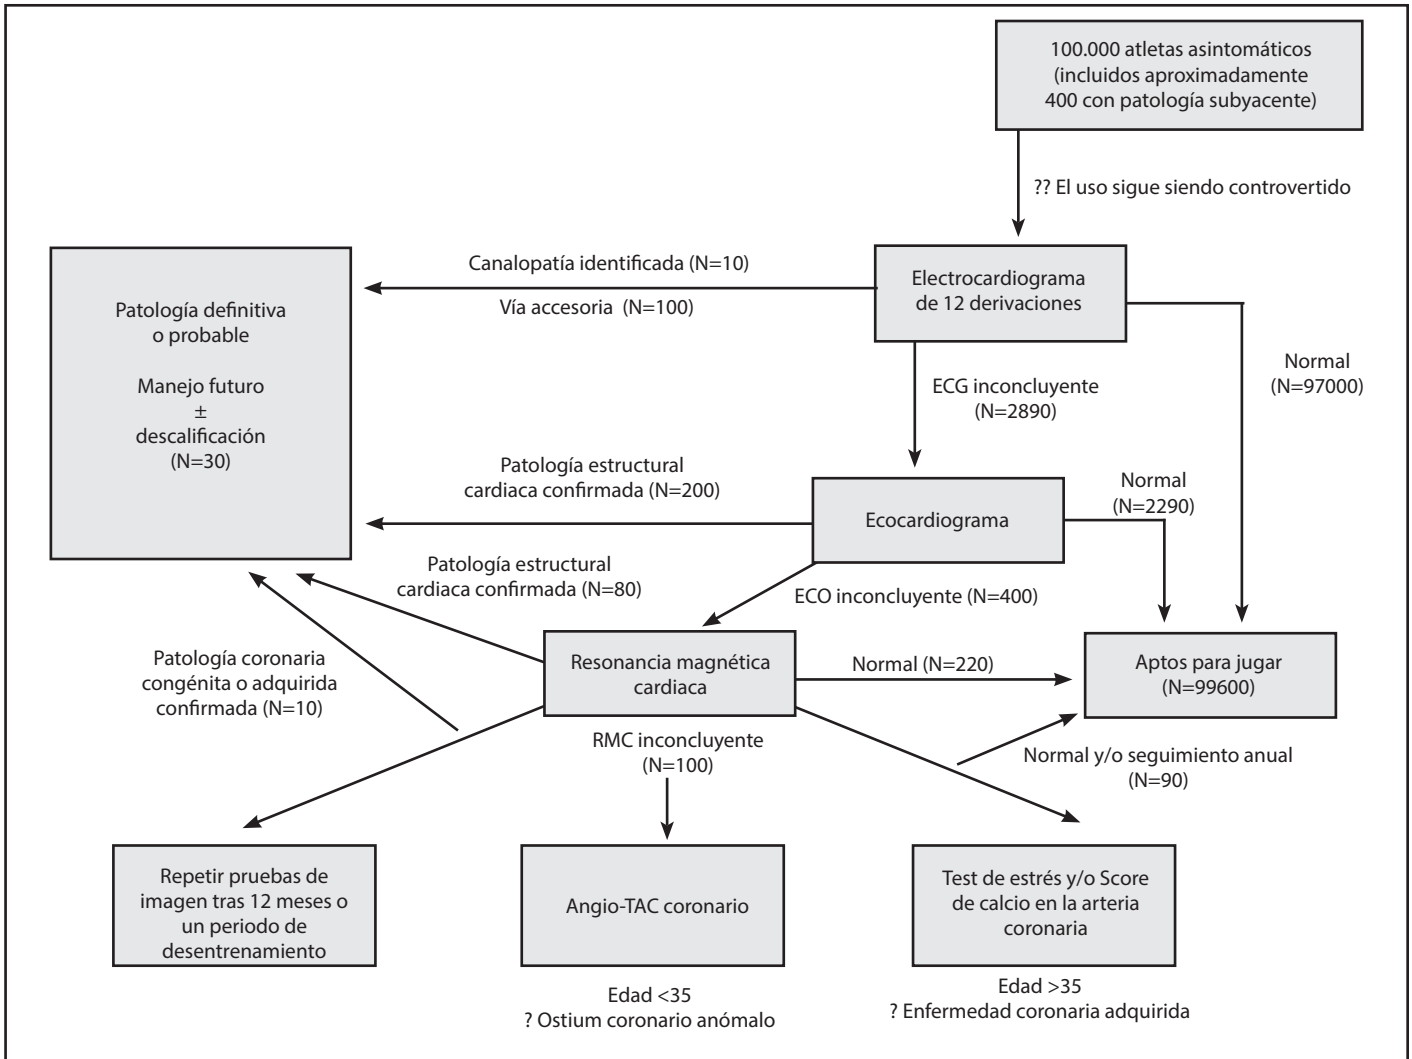 100.000 atletas asintomáticos
(incluidos aproximadamente
400 con patología subyacente)
?? El uso sigue siendo controvertido
Electrocardiograma
de 12 derivaciones
Canalopatía identificada (N=10)
Vía accesoria (N=100)
Patología definitiva
o probable
Manejo futuro
±
descalificación
(N=30)
Normal
(N=97000)
ECG inconcluyente
(N=2890)
Patología estructural
cardiaca confirmada (N=200)
Ecocardiograma
Normal
(N=2290)
Patología estructural
cardiaca confirmada (N=80)
ECO inconcluyente (N=400)
Patología coronaria
congénita o adquirida
confirmada (N=10)
Resonancia magnética
cardiaca
Normal (N=220)
Aptos para jugar
(N=99600)
RMC inconcluyente
(N=100)
Normal y/o seguimiento anual
(N=90)
Repetir pruebas de
imagen tras 12 meses o
un periodo de
desentrenamiento
Angio-TAC coronario
Test de estrés y/o Score
de calcio en la arteria
coronaria
Edad <35
? Ostium coronario anómalo
Edad >35
? Enfermedad coronaria adquirida